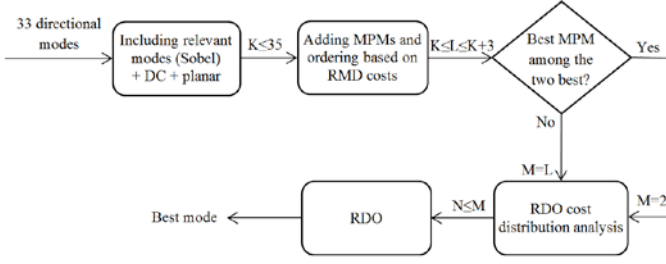 33 directional
modes
Including relevant
modes (Sobel)
+ DC + planar
K≤35
Adding MPMs and
ordering based on
RMD costs
K≤L≤K+3
Best MPM
among the
two best?
Yes
No
M=L
Best mode
RDO
N≤M
RDO cost
distribution analysis
M=2